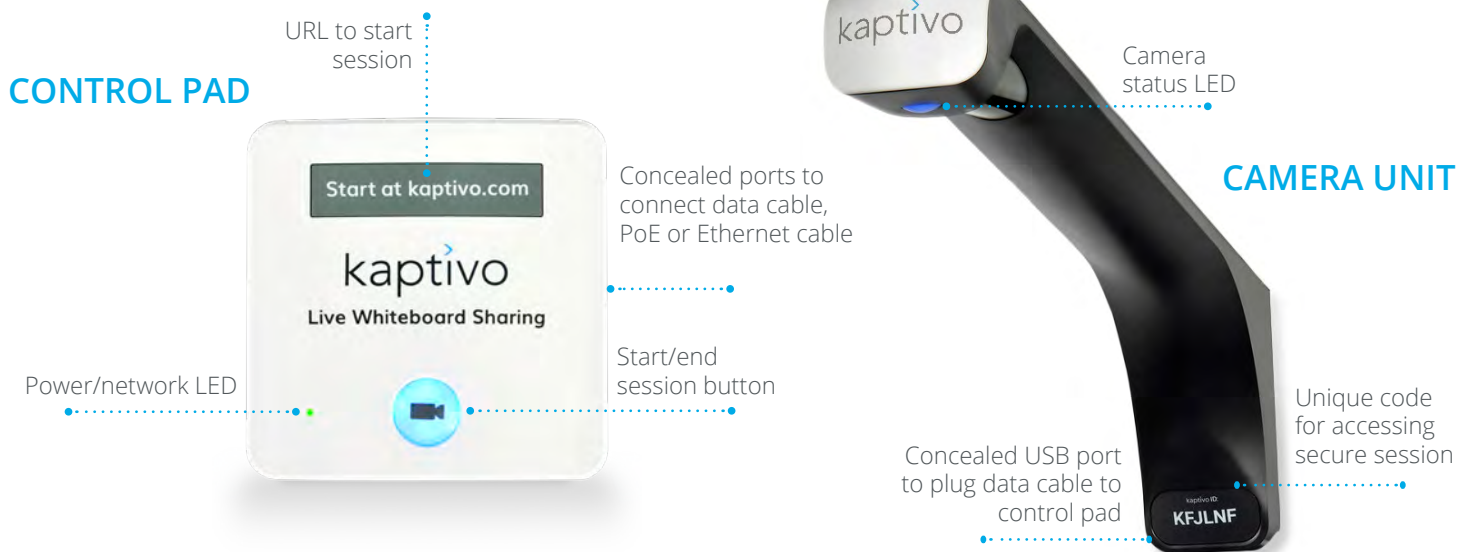 URL to start
session
CONTROL PAD
Start at kaptivo.com
kaptivo
Live Whiteboard Sharing
Power/network LED
Concealed ports to
connect data cable,
PoE or Ethernet cable
Start/end
session button
kaptivo
Camera
status LED
CAMERA UNIT
Unique code
for accessing
secure session
Concealed USB port
to plug data cable to
control pad
kaptivo ID:
KFJLNF